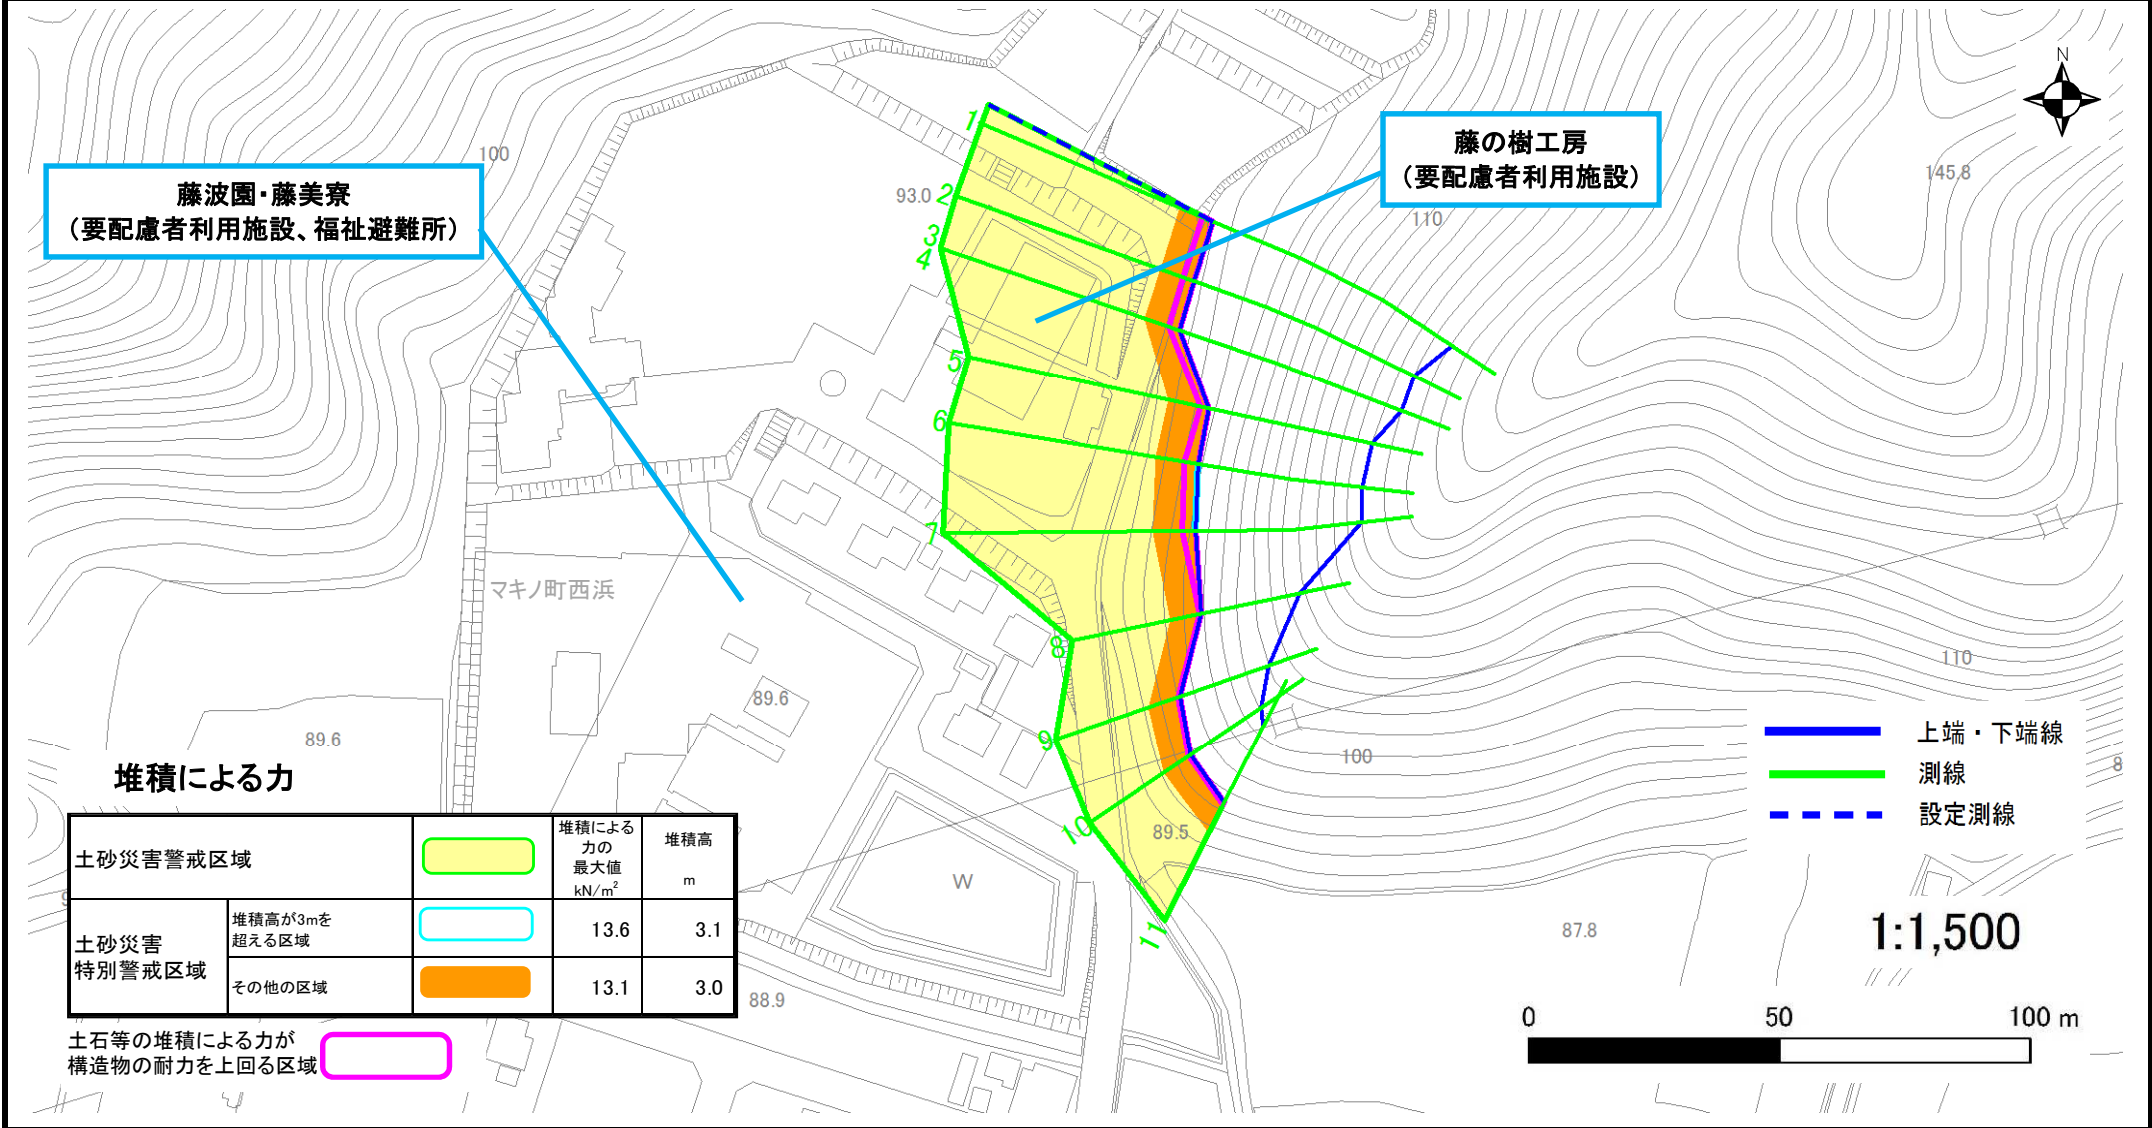 N
藤の樹工房
（要配慮者利用施設）
藤波園・藤美寮
（要配慮者利用施設、福祉避難所）
100
93.0
110
145.8
1
2
3
4
5
6
7
8
9
10
11
マキノ町西浜
89.6
89.6
110
100
89.5
W
87.8
88.9
8
9
上端・下端線
測線
設定測線
1:1,500
0 50 100 m
堆積による力
堆積による
力の
最大値
kN/m²
堆積高
m
土砂災害警戒区域
土砂災害
特別警戒区域
堆積高が3mを
超える区域
13.6 3.1
その他の区域
13.1 3.0
土石等の堆積による力が
構造物の耐力を上回る区域